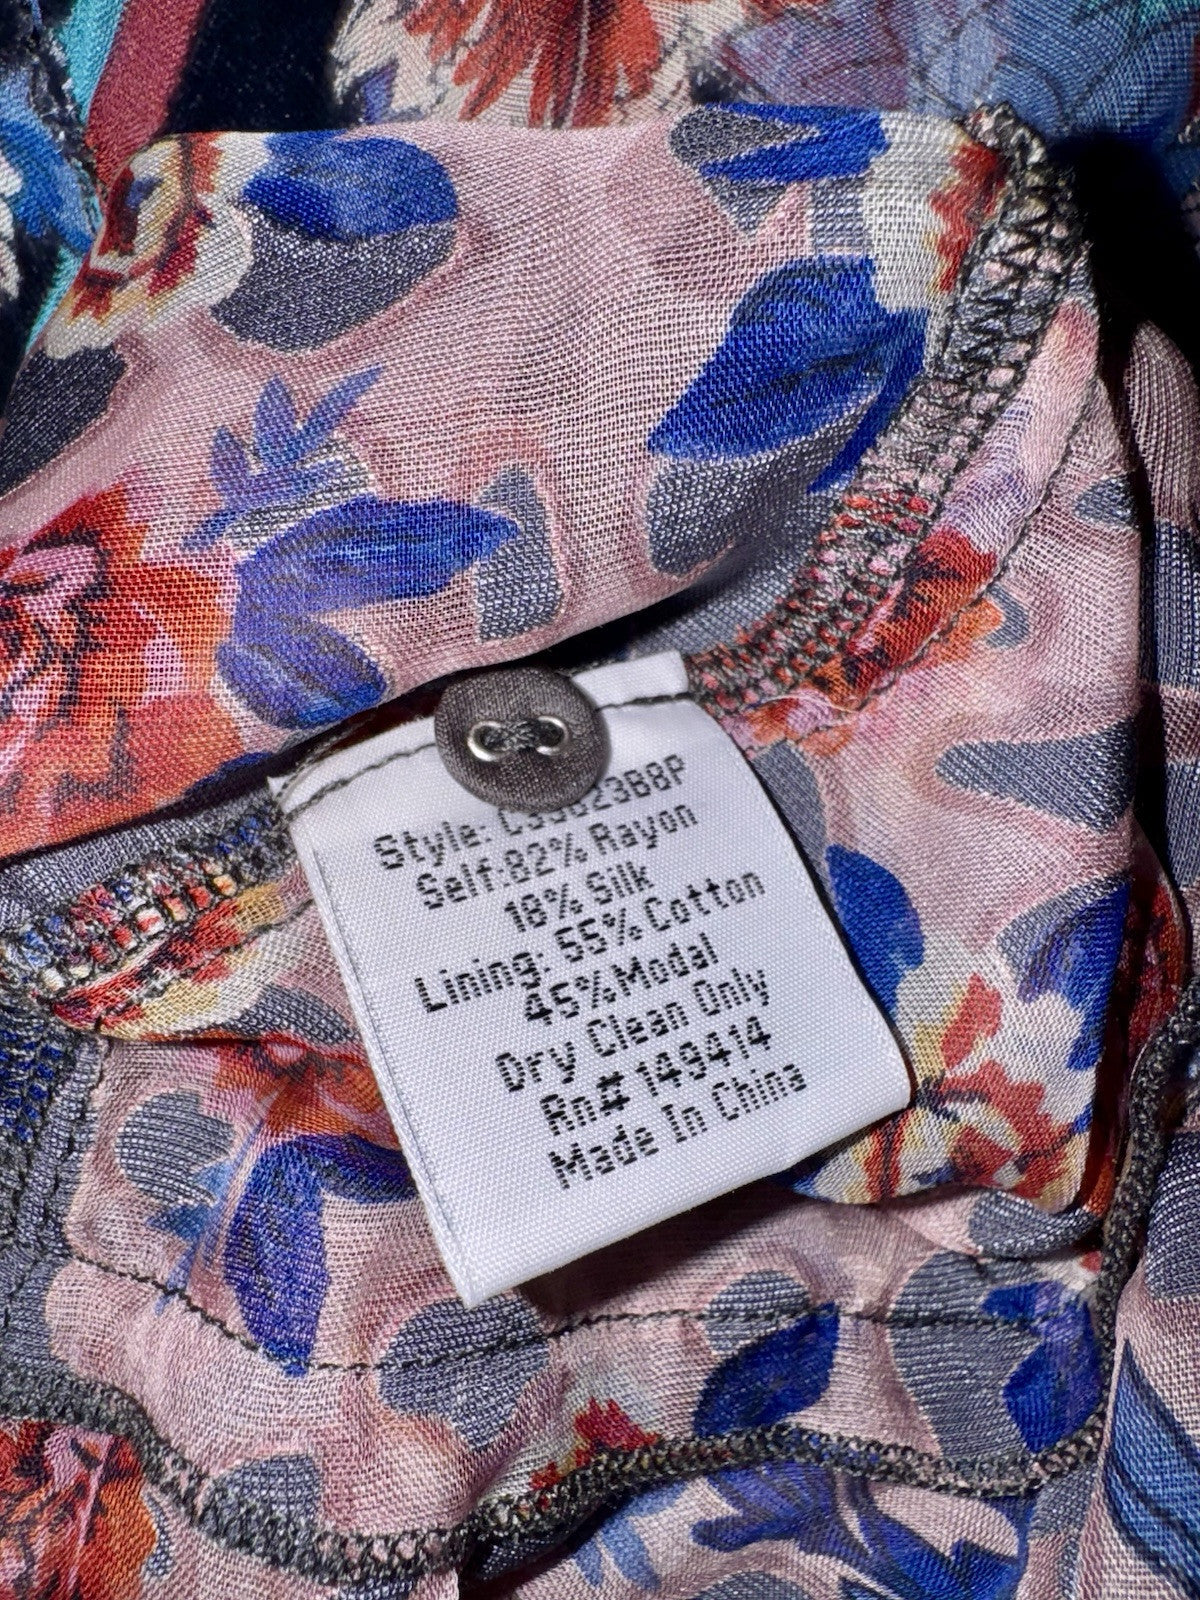 Style:
Self:82% Rayon
18% Silk
Lining: 55% Cotton
45%Modal
Dry Clean Only
Rn# 149414
Made In China